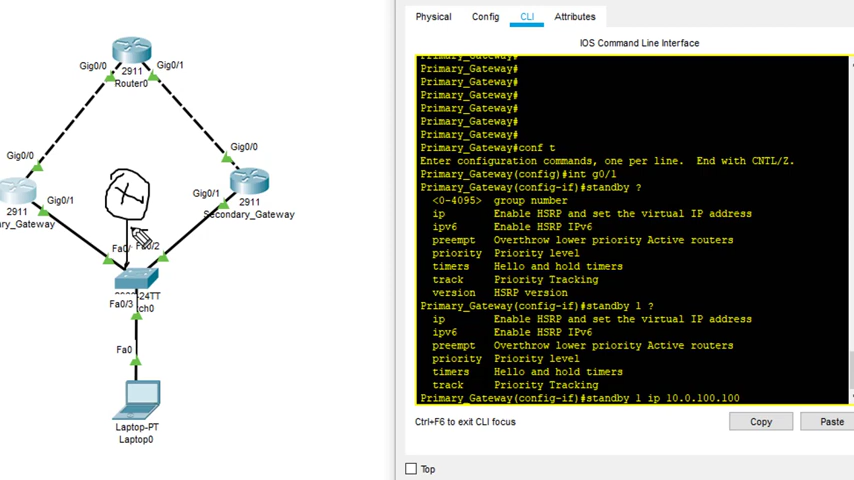 Gig0/0
Gig0/1
2911
Router0
Gig0/0
Gig0/0
2911
Gig0/1
ry_Gateway
Gig0/1
2911
Secondary_Gateway
Fa0/
Fa0/2
24TT
ch0
Fa0/3
Fa0
Laptop-PT
Laptop0
Physical Config CLI Attributes
IOS Command Line Interface
Primary_Gateway#
Primary_Gateway#
Primary_Gateway#
Primary_Gateway#
Primary_Gateway#
Primary_Gateway#
Primary_Gateway#
Primary_Gateway#conf t
Enter configuration commands, one per line. End with CNTL/Z.
Primary_Gateway(config)#int g0/1
Primary_Gateway(config-if)#standby ?
<0-4095> group number
ip Enable HSRP and set the virtual IP address
ipv6 Enable HSRP IPv6
preempt Overthrow lower priority Active routers
priority Priority level
timers Hello and hold timers
track Priority Tracking
version HSRP version
Primary_Gateway(config-if)#standby 1 ?
ip Enable HSRP and set the virtual IP address
ipv6 Enable HSRP IPv6
preempt Overthrow lower priority Active routers
priority Priority level
timers Hello and hold timers
track Priority Tracking
Primary_Gateway(config-if)#standby 1 ip 10.0.100.100
Ctrl+F6 to exit CLI focus
Copy Paste
Top